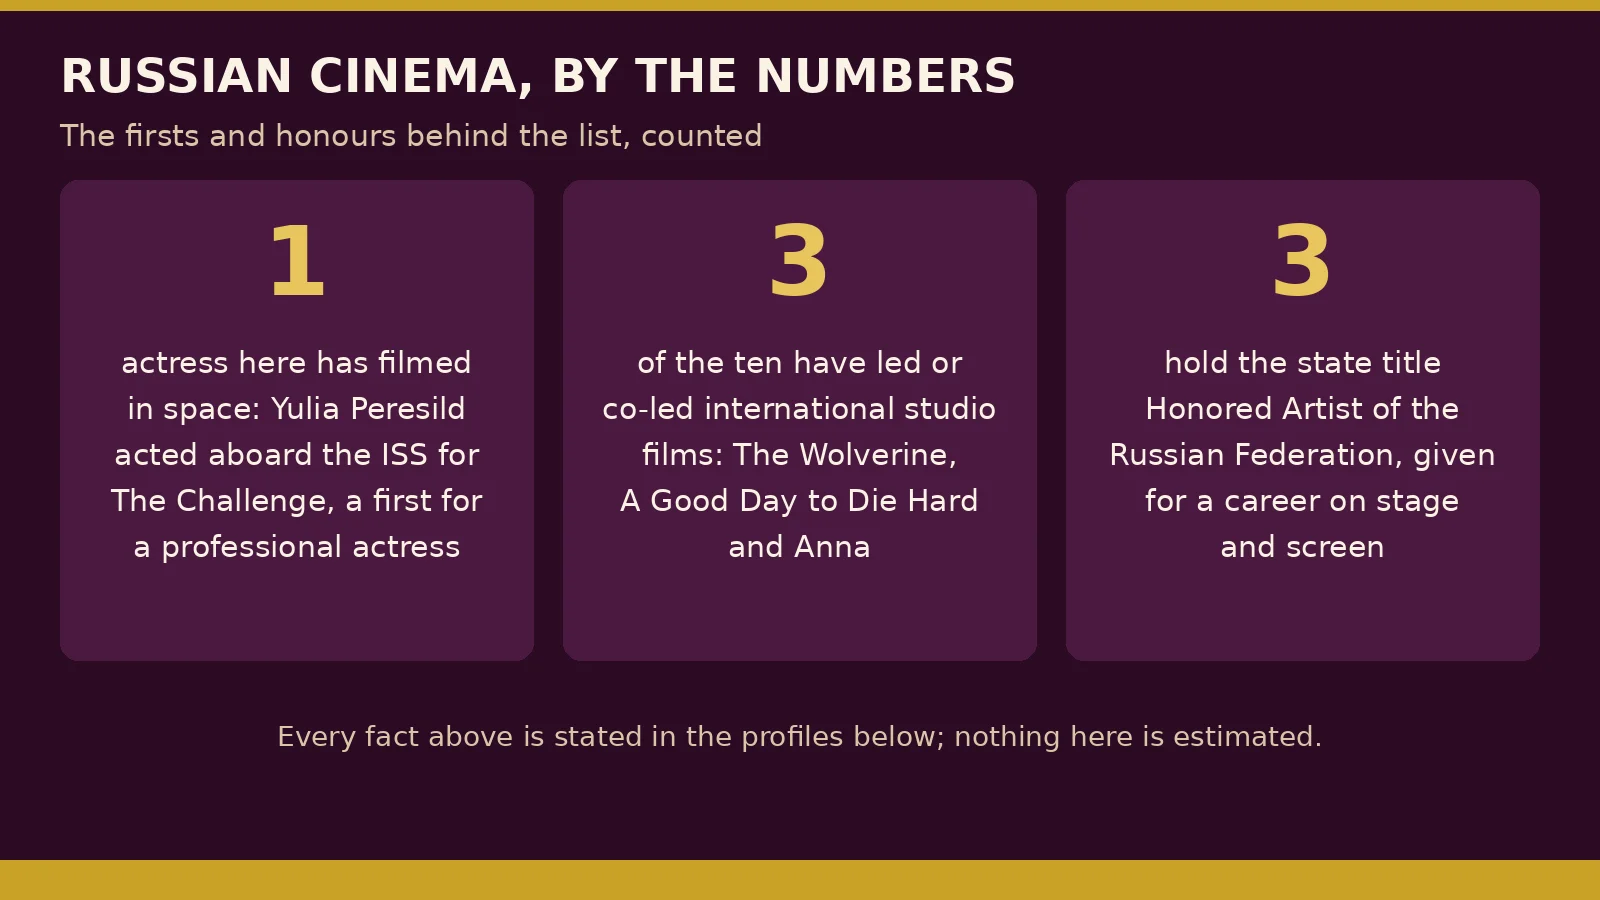 RUSSIAN CINEMA, BY THE NUMBERS
The firsts and honours behind the list, counted
1
actress here has filmed
in space: Yulia Peresild
acted aboard the ISS for
The Challenge, a first for
a professional actress
3
of the ten have led or
co-led international studio
films: The Wolverine,
A Good Day to Die Hard
and Anna
3
hold the state title
Honored Artist of the
Russian Federation, given
for a career on stage
and screen
Every fact above is stated in the profiles below; nothing here is estimated.